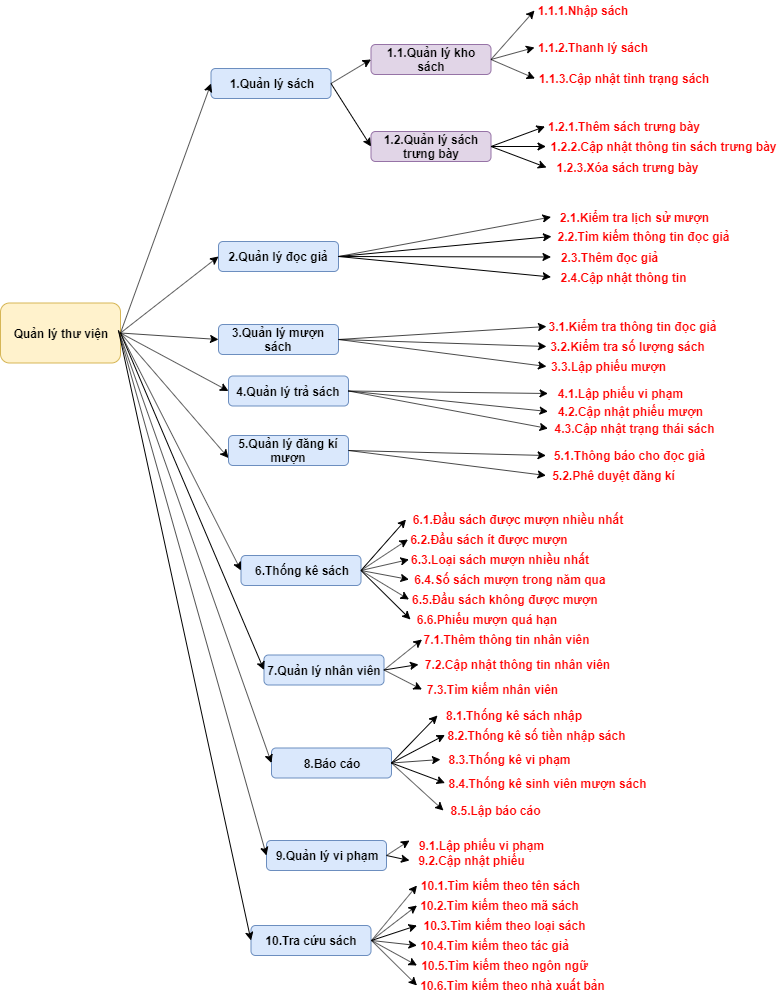 Quản lý thư viện
1.Quản lý sách
1.1.Quản lý kho
sách
1.1.1.Nhập sách
1.1.2.Thanh lý sách
1.1.3.Cập nhật tình trạng sách
1.2.Quản lý sách
trưng bày
1.2.1.Thêm sách trưng bày
1.2.2.Cập nhật thông tin sách trưng bày
1.2.3.Xóa sách trưng bày
2.Quản lý đọc giả
2.1.Kiểm tra lịch sử mượn
2.2.Tìm kiếm thông tin đọc giả
2.3.Thêm đọc giả
2.4.Cập nhật thông tin
3.Quản lý mượn
sách
3.1.Kiểm tra thông tin đọc giả
3.2.Kiểm tra số lượng sách
3.3.Lập phiếu mượn
4.Quản lý trả sách
4.1.Lập phiếu vi phạm
4.2.Cập nhật phiếu mượn
4.3.Cập nhật trạng thái sách
5.Quản lý đăng kí
mượn
5.1.Thông báo cho đọc giả
5.2.Phê duyệt đăng kí
6.Thống kê sách
6.1.Đầu sách được mượn nhiều nhất
6.2.Đầu sách ít được mượn
6.3.Loại sách mượn nhiều nhất
6.4.Số sách mượn trong năm qua
6.5.Đầu sách không được mượn
6.6.Phiếu mượn quá hạn
7.Quản lý nhân viên
7.1.Thêm thông tin nhân viên
7.2.Cập nhật thông tin nhân viên
7.3.Tìm kiếm nhân viên
8.Báo cáo
8.1.Thống kê sách nhập
8.2.Thống kê số tiền nhập sách
8.3.Thống kê vi phạm
8.4.Thống kê sinh viên mượn sách
8.5.Lập báo cáo
9.Quản lý vi phạm
9.1.Lập phiếu vi phạm
9.2.Cập nhật phiếu
10.Tra cứu sách
10.1.Tìm kiếm theo tên sách
10.2.Tìm kiếm theo mã sách
10.3.Tìm kiếm theo loại sách
10.4.Tìm kiếm theo tác giả
10.5.Tìm kiếm theo ngôn ngữ
10.6.Tìm kiếm theo nhà xuất bản